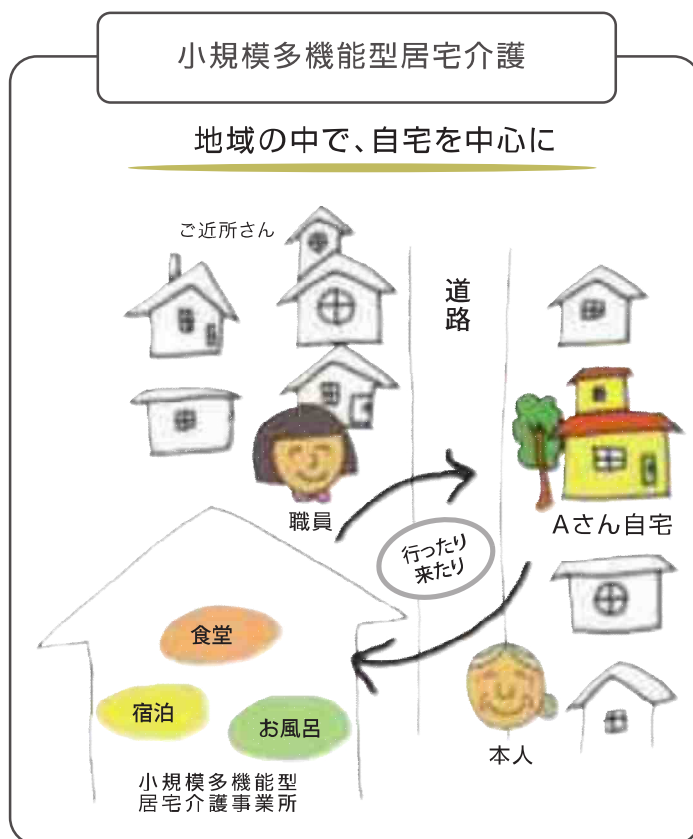 小規模多機能型居宅介護
地域の中で、自宅を中心に
ご近所さん
道
路
職員
Aさん自宅
行ったり
来たり
食堂
宿泊
お風呂
本人
小規模多機能型
居宅介護事業所